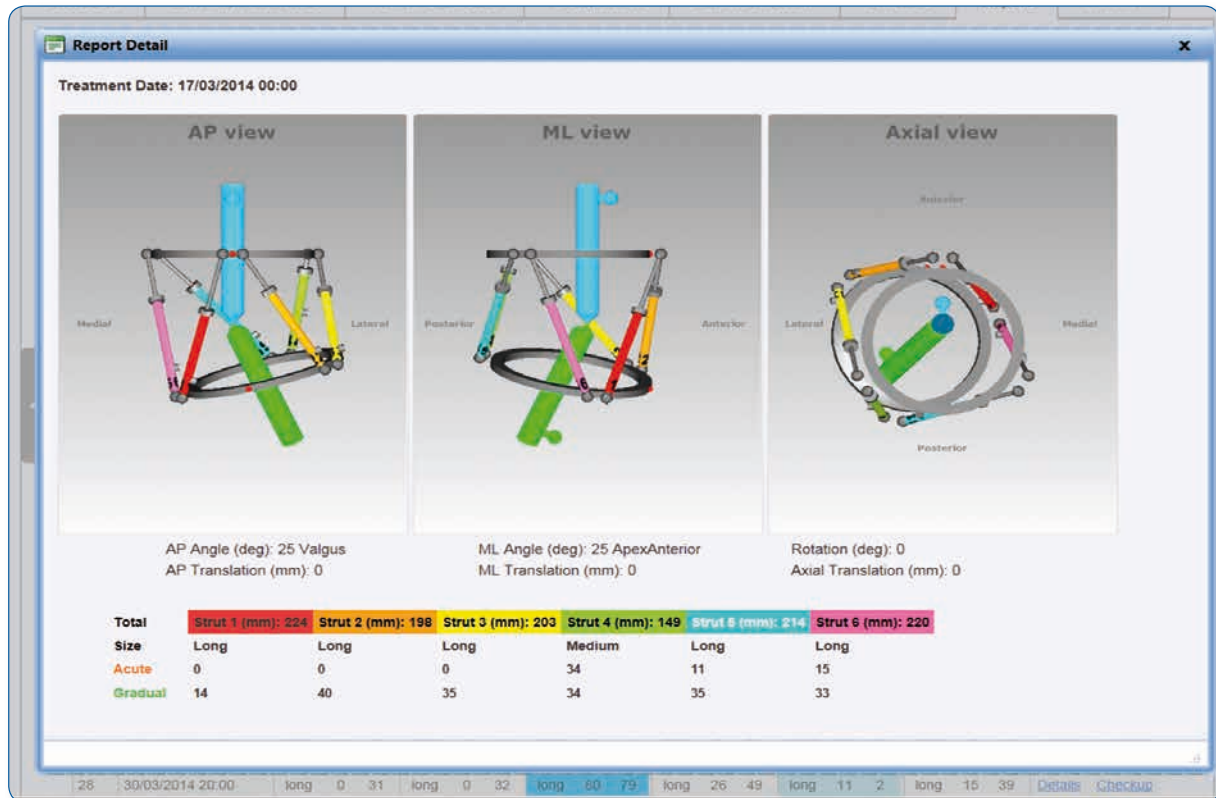 Report Detail x
Treatment Date: 17/03/2014 00:00
AP view ML view Axial view
Anterior
Medial Lateral Posterior Anterior Lateral Medial
Posterior
AP Angle (deg): 25 Valgus ML Angle (deg): 25 ApexAnterior Rotation (deg): 0
AP Translation (mm): 0 ML Translation (mm): 0 Axial Translation (mm): 0
Total Strut 1 (mm): 224 Strut 2 (mm): 198 Strut 3 (mm): 203 Strut 4 (mm): 149 Strut 5 (mm): 214 Strut 6 (mm): 220
Size Long Long Long Medium Long Long
Acute 0 0 0 34 11 15
Gradual 14 40 35 34 35 33
28 30/03/2014 20:00 long 0 31 long 0 32 long 60 79 long 26 49 long 11 2 long 15 39 Details Checkup